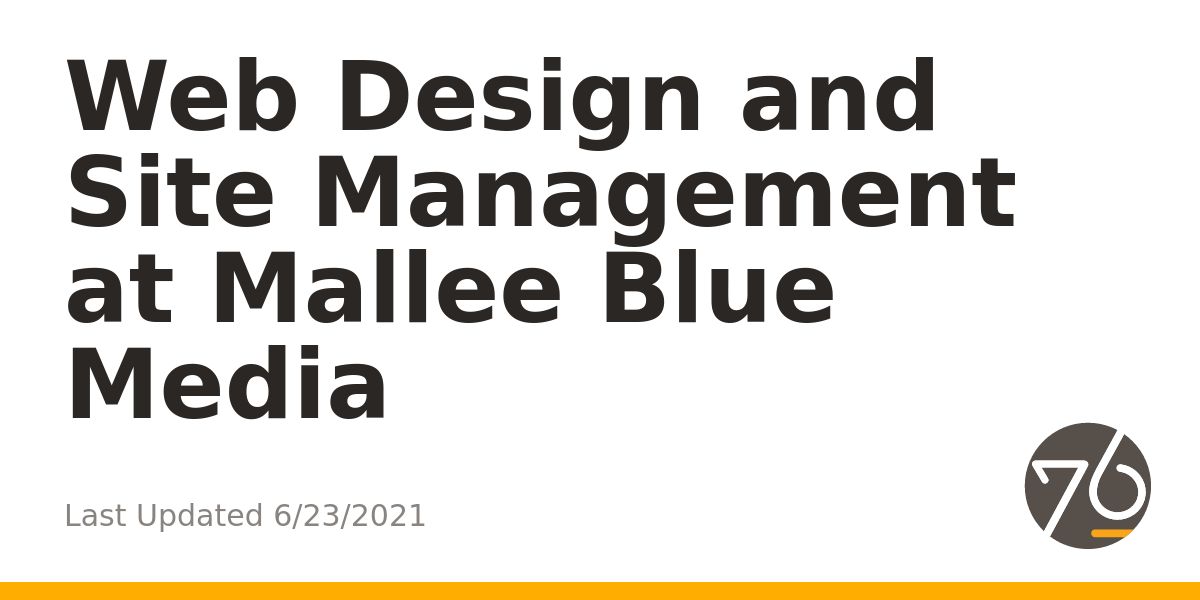 Web Design and
Site Management
at Mallee Blue
Media
Last Updated 6/23/2021
76